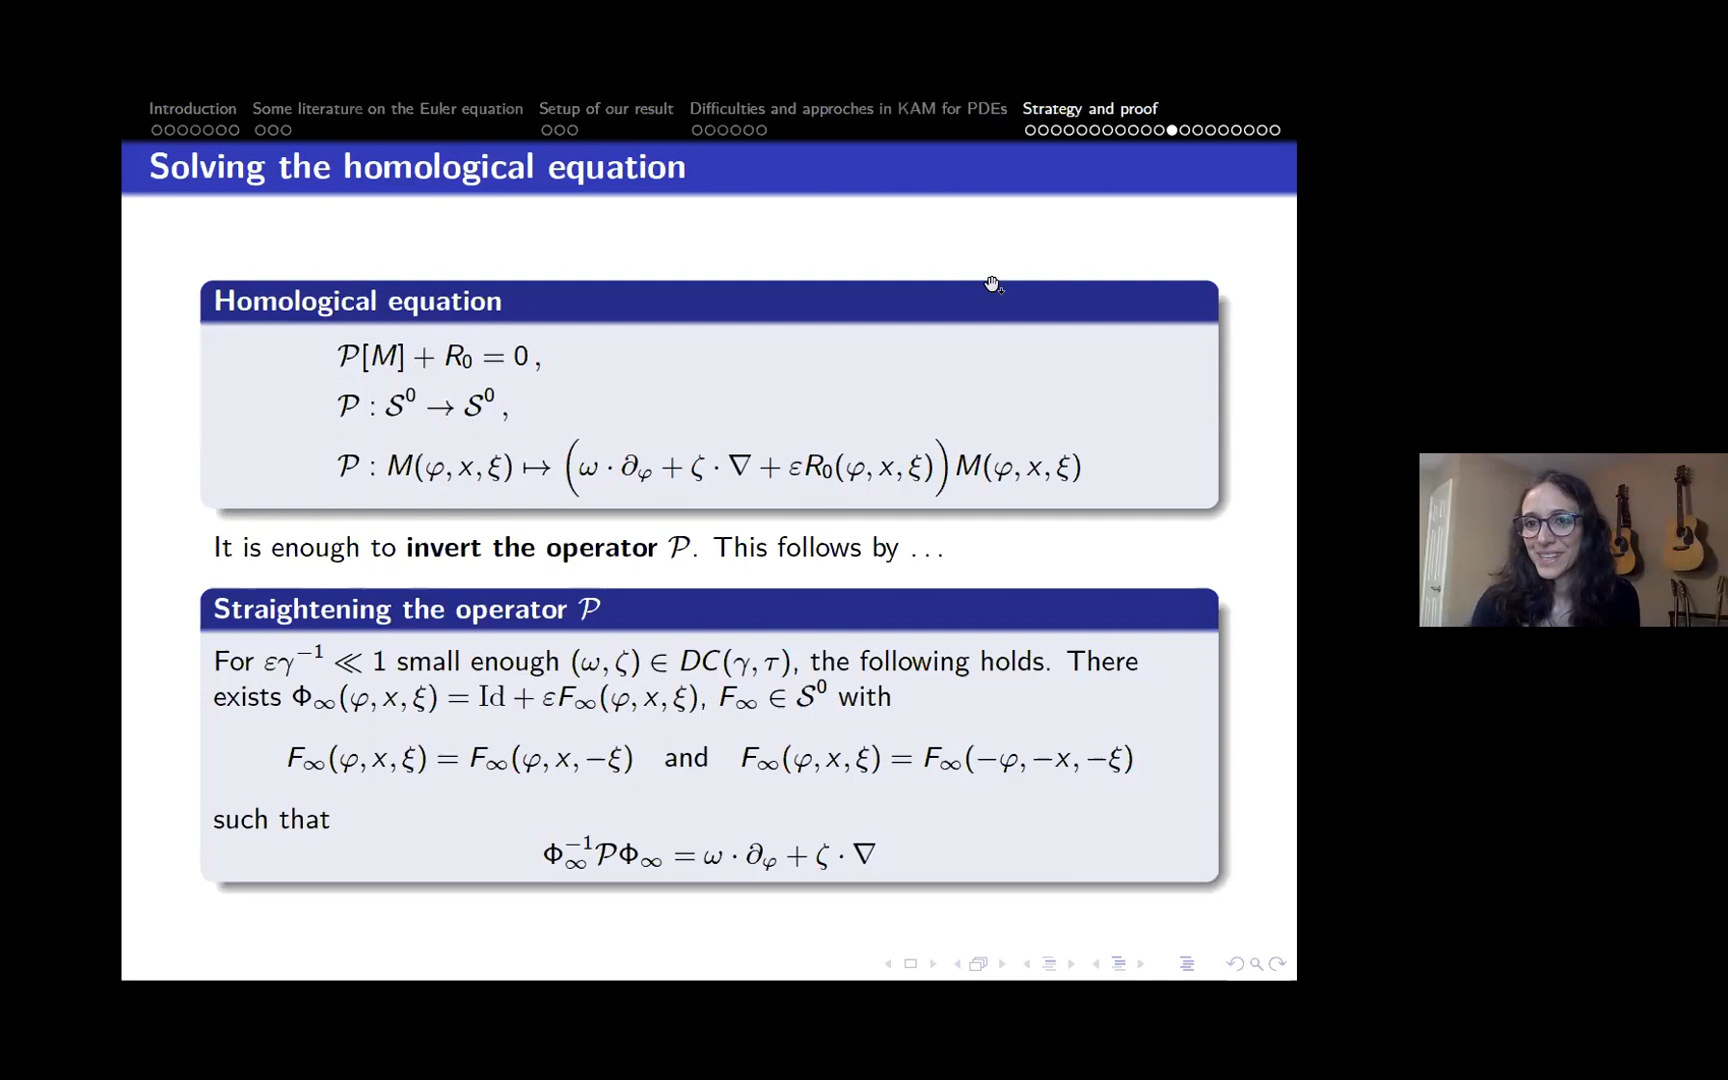 Introduction Some literature on the Euler equation Setup of our result Difficulties and approches in KAM for PDEs Strategy and proof
Solving the homological equation
Homological equation
𝒫[M] + R₀ = 0 ,
𝒫 : 𝒮⁰ → 𝒮⁰ ,
𝒫 : M(φ, x, ξ) ↦ (ω · ∂_φ + ζ · ∇ + εR₀(φ, x, ξ)) M(φ, x, ξ)
It is enough to invert the operator 𝒫. This follows by . . .
Straightening the operator 𝒫
For εγ⁻¹ ≪ 1 small enough (ω, ζ) ∈ DC(γ, τ), the following holds. There
exists Φ_∞(φ, x, ξ) = Id + εF_∞(φ, x, ξ), F_∞ ∈ 𝒮⁰ with
F_∞(φ, x, ξ) = F_∞(φ, x, −ξ) and F_∞(φ, x, ξ) = F_∞(−φ, −x, −ξ)
such that
Φ_∞⁻¹𝒫Φ_∞ = ω · ∂_φ + ζ · ∇